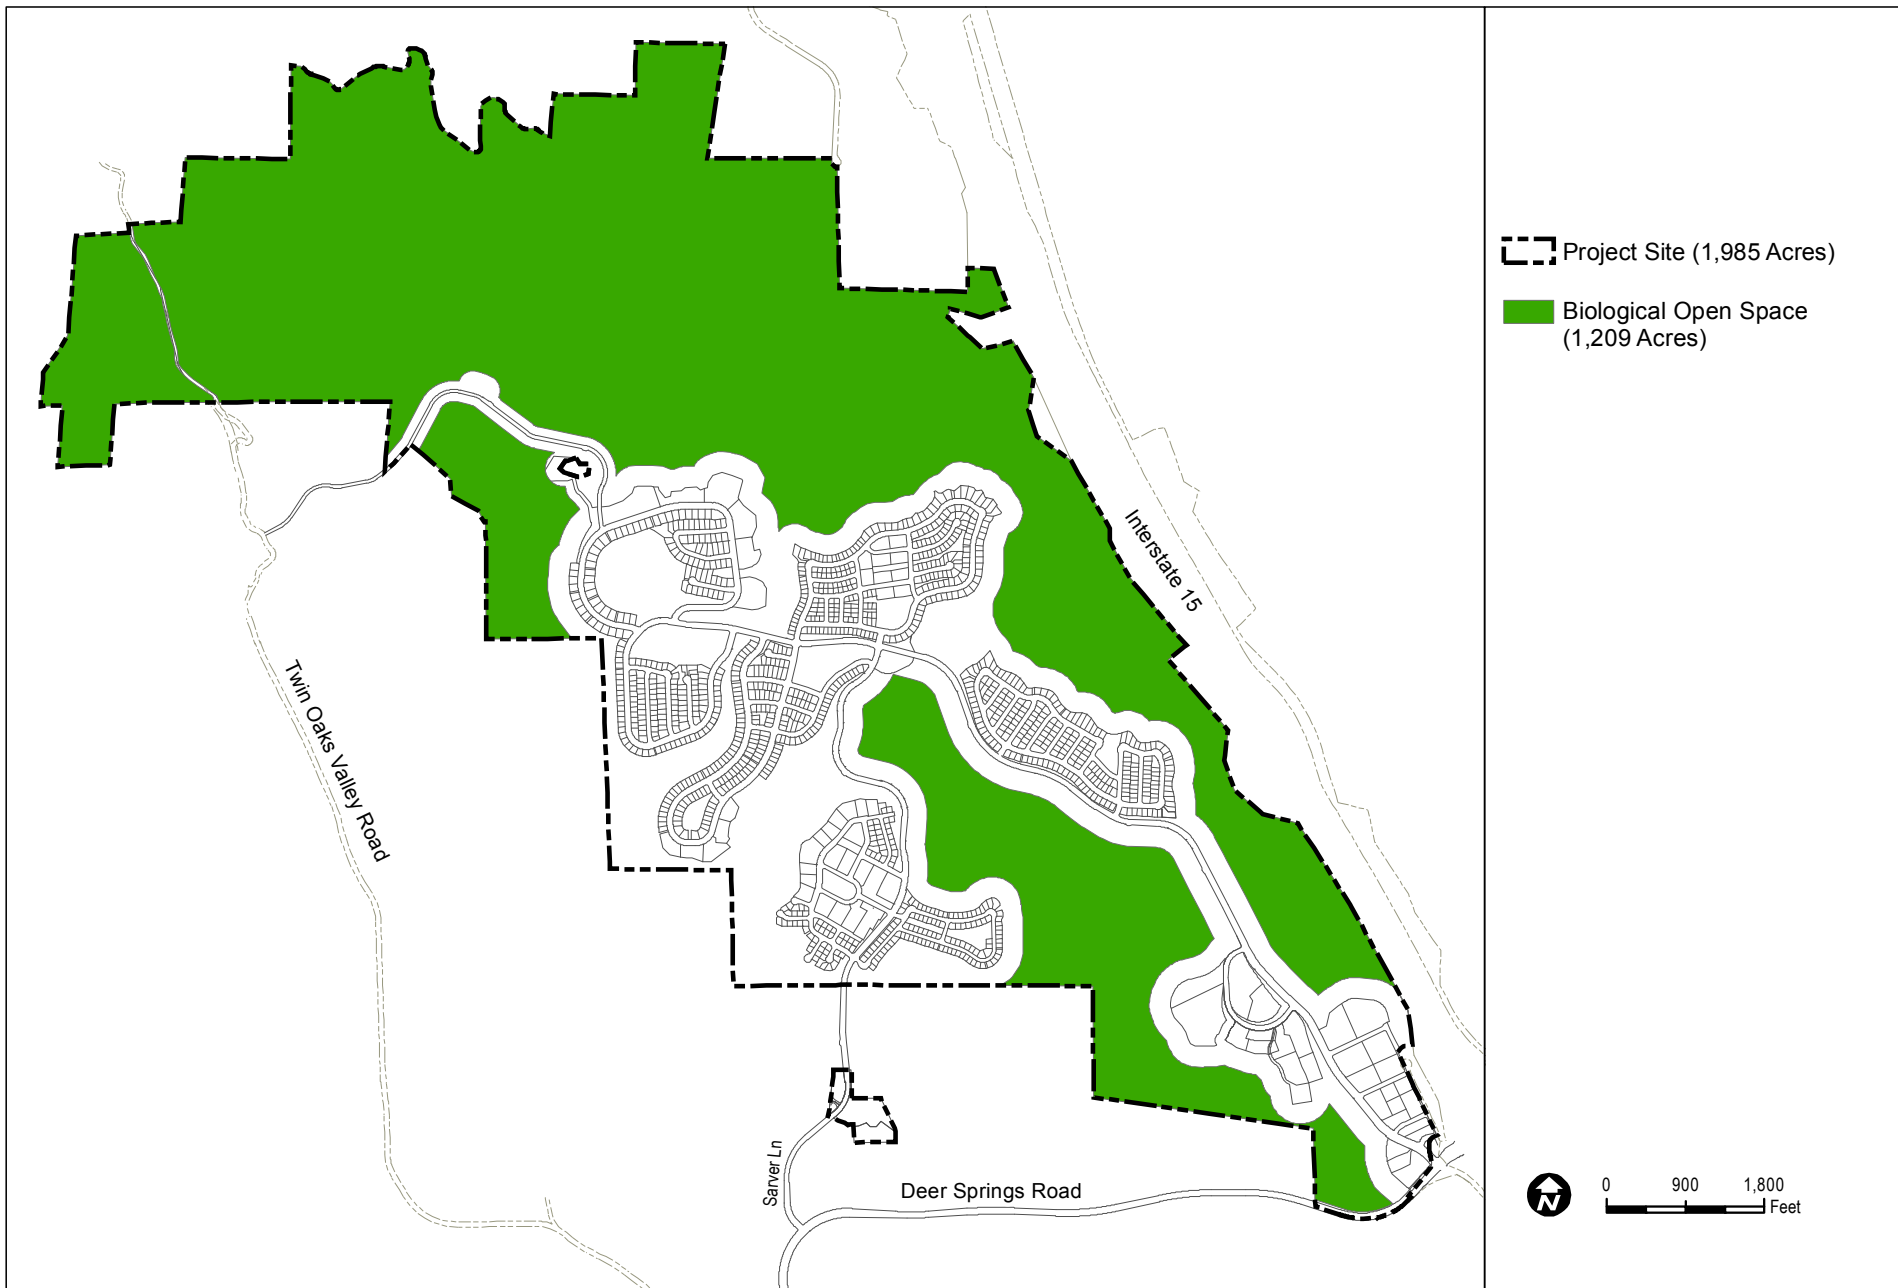 Project Site (1,985 Acres)
Biological Open Space
(1,209 Acres)
Interstate 15
Twin Oaks Valley Road
Sarver Ln
Deer Springs Road
N
0 900 1,800
Feet